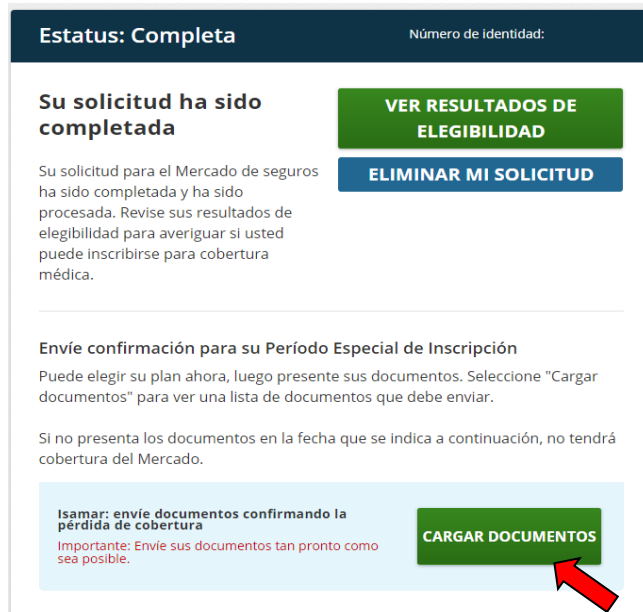 Estatus: Completa
Número de identidad:
Su solicitud ha sido
completada
VER RESULTADOS DE
ELEGIBILIDAD
ELIMINAR MI SOLICITUD
Su solicitud para el Mercado de seguros
ha sido completada y ha sido
procesada. Revise sus resultados de
elegibilidad para averiguar si usted
puede inscribirse para cobertura
médica.
Envíe confirmación para su Período Especial de Inscripción
Puede elegir su plan ahora, luego presente sus documentos. Seleccione "Cargar
documentos" para ver una lista de documentos que debe enviar.
Si no presenta los documentos en la fecha que se indica a continuación, no tendrá
cobertura del Mercado.
Isamar: envíe documentos confirmando la
pérdida de cobertura
Importante: Envíe sus documentos tan pronto como
sea posible.
CARGAR DOCUMENTOS